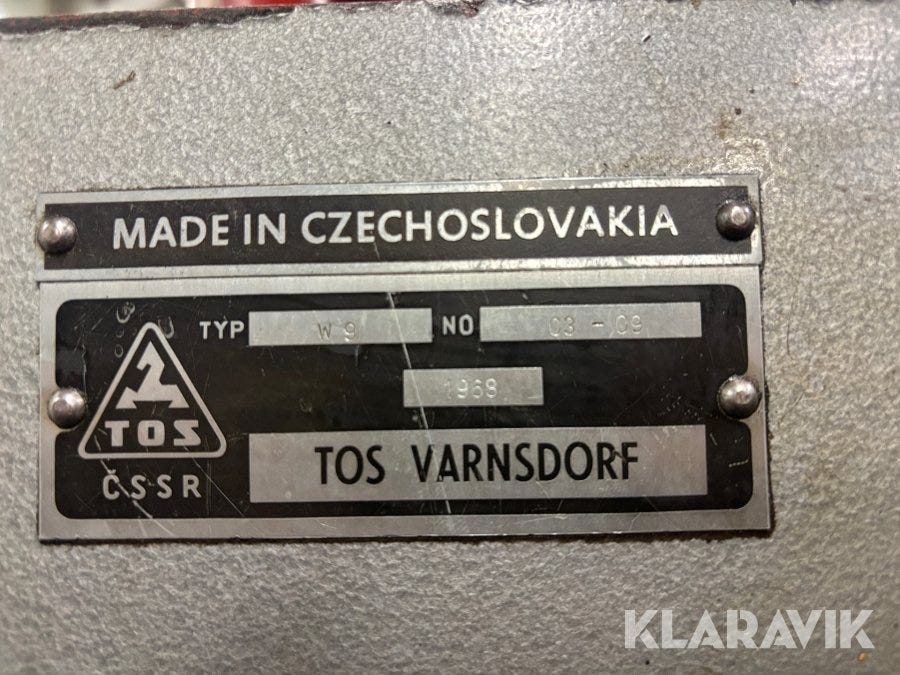 MADE IN CZECHOSLOVAKIA
TYP W 9 NO 03 - 09
1968
TOS
ČSSR
TOS VARNSDORF
KLARAVIK